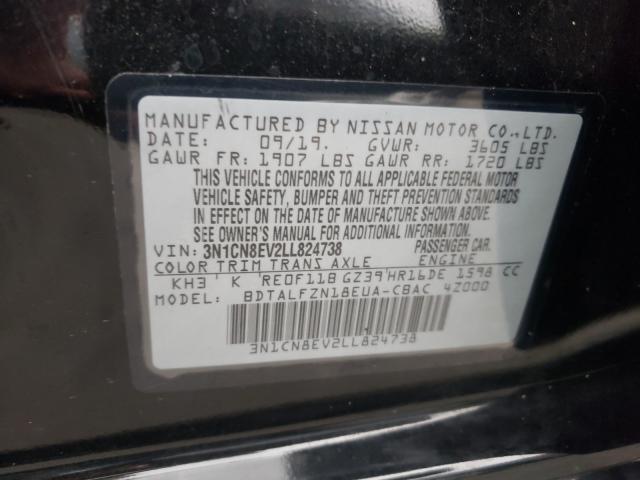 MANUFACTURED BY NISSAN MOTOR CO.,LTD.
DATE: 09/19. GVWR: 3605 LBS
GAWR FR: 1907 LBS GAWR RR: 1720 LBS
THIS VEHICLE CONFORMS TO ALL APPLICABLE FEDERAL MOTOR
VEHICLE SAFETY, BUMPER AND THEFT PREVENTION STANDARDS
IN EFFECT ON THE DATE OF MANUFACTURE SHOWN ABOVE.
SEE OWNER'S MANUAL FOR ADDITIONAL INFORMATION
VIN: 3N1CN8EV2LL824738 PASSENGER CAR.
COLOR TRIM TRANS AXLE ENGINE
KH3 K RE0F11B GZ39 HR16DE 1598 CC
MODEL: BDTALFZN18EUA-CBAC 4Z000
3N1CN8EV2LL824738